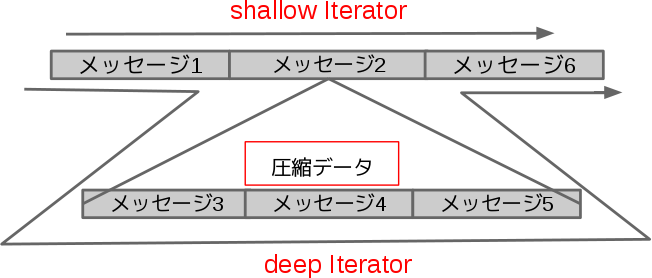 shallow Iterator
メッセージ1
メッセージ2
メッセージ6
圧縮データ
メッセージ3
メッセージ4
メッセージ5
deep Iterator